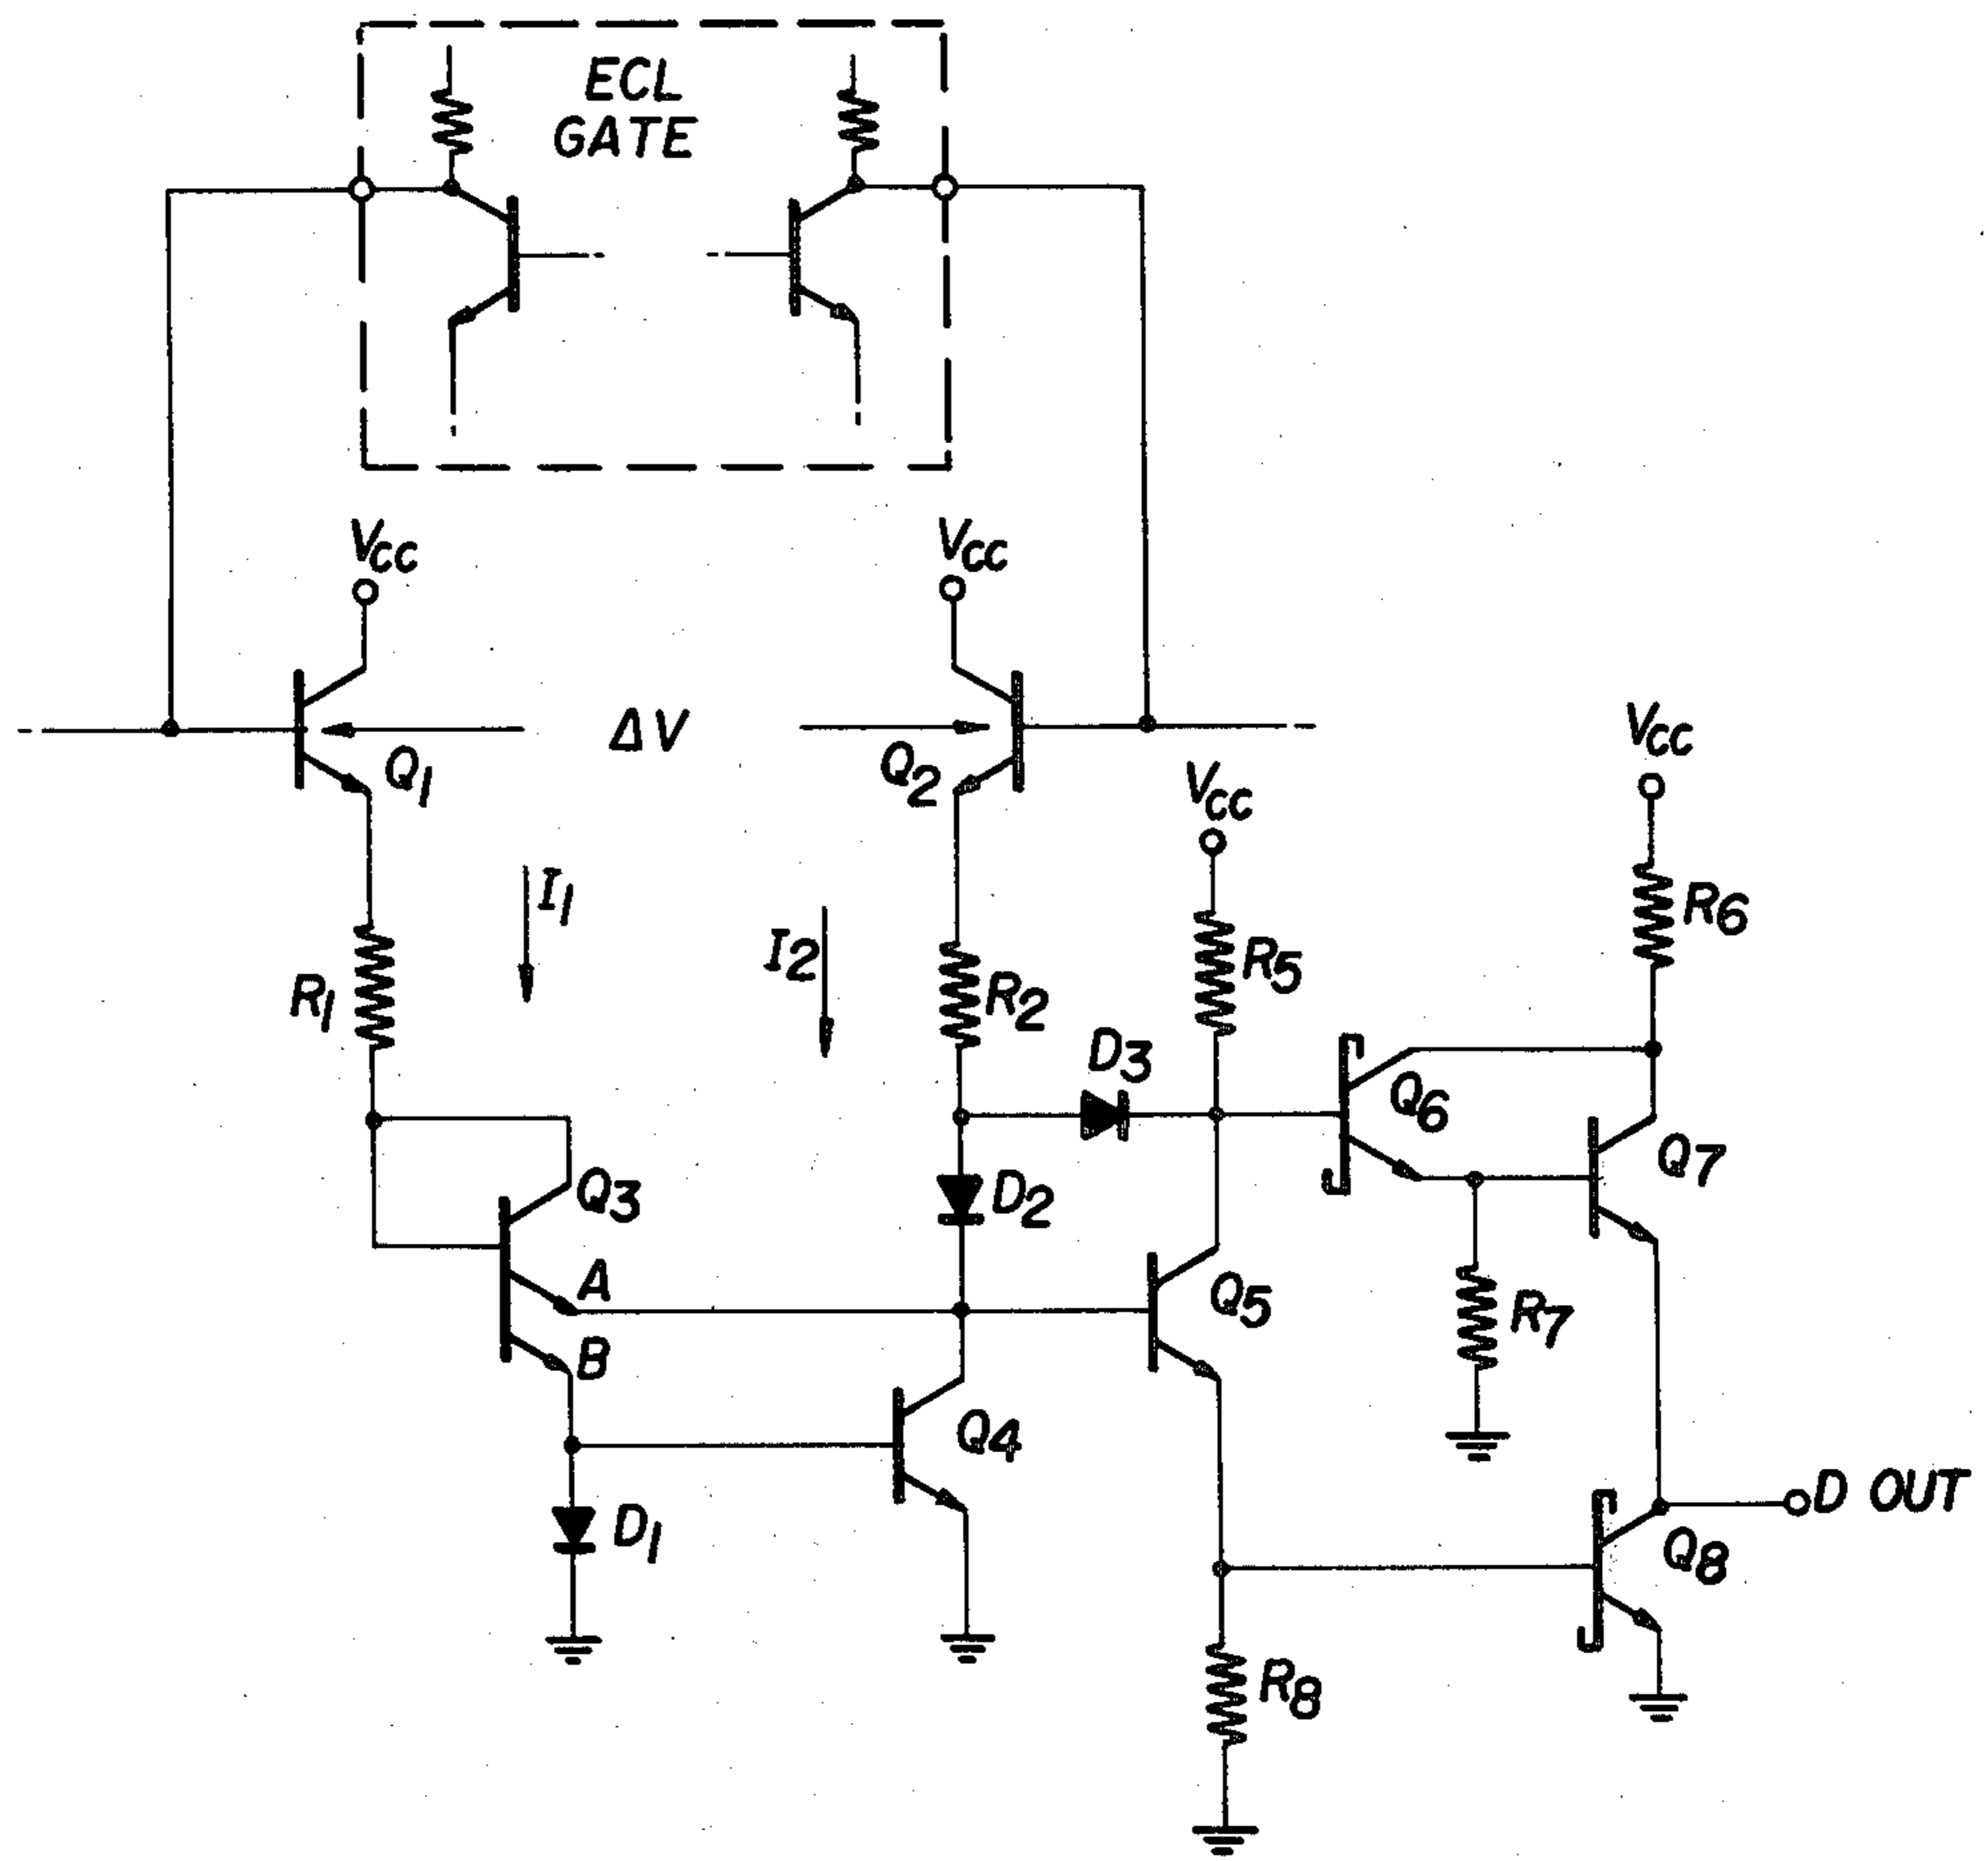 ECL
GATE
VCC
VCC
ΔV
Q1
Q2
VCC
VCC
I1
I2
R1
R2
R5
R6
D3
Q6
Q7
Q3
D2
A
Q5
R7
B
Q4
D1
D OUT
Q8
R8